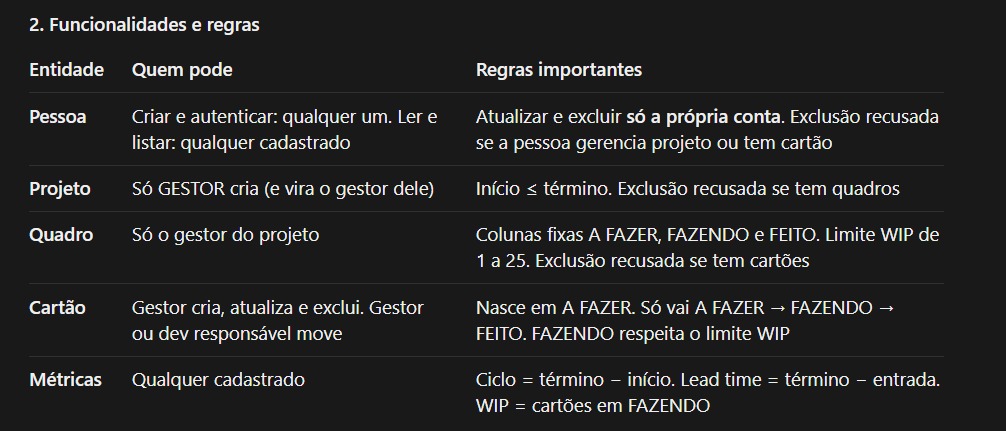 2. Funcionalidades e regras
Entidade Quem pode Regras importantes
Pessoa Criar e autenticar: qualquer um. Ler e listar: qualquer cadastrado Atualizar e excluir só a própria conta. Exclusão recusada se a pessoa gerencia projeto ou tem cartão
Projeto Só GESTOR cria (e vira o gestor dele) Início ≤ término. Exclusão recusada se tem quadros
Quadro Só o gestor do projeto Colunas fixas A FAZER, FAZENDO e FEITO. Limite WIP de 1 a 25. Exclusão recusada se tem cartões
Cartão Gestor cria, atualiza e exclui. Gestor ou dev responsável move Nasce em A FAZER. Só vai A FAZER → FAZENDO → FEITO. FAZENDO respeita o limite WIP
Métricas Qualquer cadastrado Ciclo = término − início. Lead time = término − entrada. WIP = cartões em FAZENDO